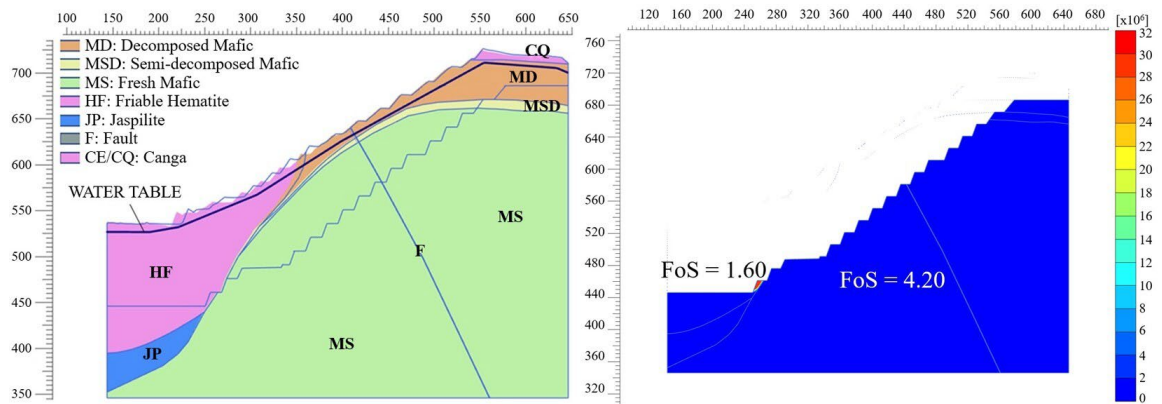 100 150 200 250 300 350 400 450 500 550 600 650
MD: Decomposed Mafic
MSD: Semi-decomposed Mafic
MS: Fresh Mafic
HF: Friable Hematite
JP: Jaspilite
F: Fault
CE/CQ: Canga
WATER TABLE
700
650
600
550
500
450
400
350
CQ
MD
MSD
MS
F
HF
JP
MS
120 160 200 240 280 320 360 400 440 480 520 560 600 640 680
760
720
680
640
600
560
520
480
440
400
360
320
FoS = 1.60
FoS = 4.20
[x10⁶]
32
30
28
26
24
22
20
18
16
14
12
10
8
6
4
2
0